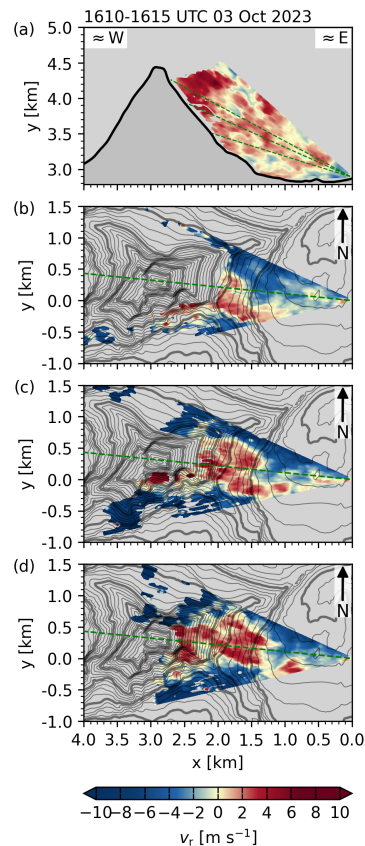 1610-1615 UTC 03 Oct 2023
(a)
≈ W
≈ E
y [km]
5.0
4.5
4.0
3.5
3.0
(b)
N
y [km]
1.5
1.0
0.5
0.0
-0.5
-1.0
(c)
N
y [km]
1.5
1.0
0.5
0.0
-0.5
-1.0
(d)
N
y [km]
1.5
1.0
0.5
0.0
-0.5
-1.0
4.0 3.5 3.0 2.5 2.0 1.5 1.0 0.5 0.0
x [km]
−10 −8 −6 −4 −2 0 2 4 6 8 10
vr [m s⁻¹]